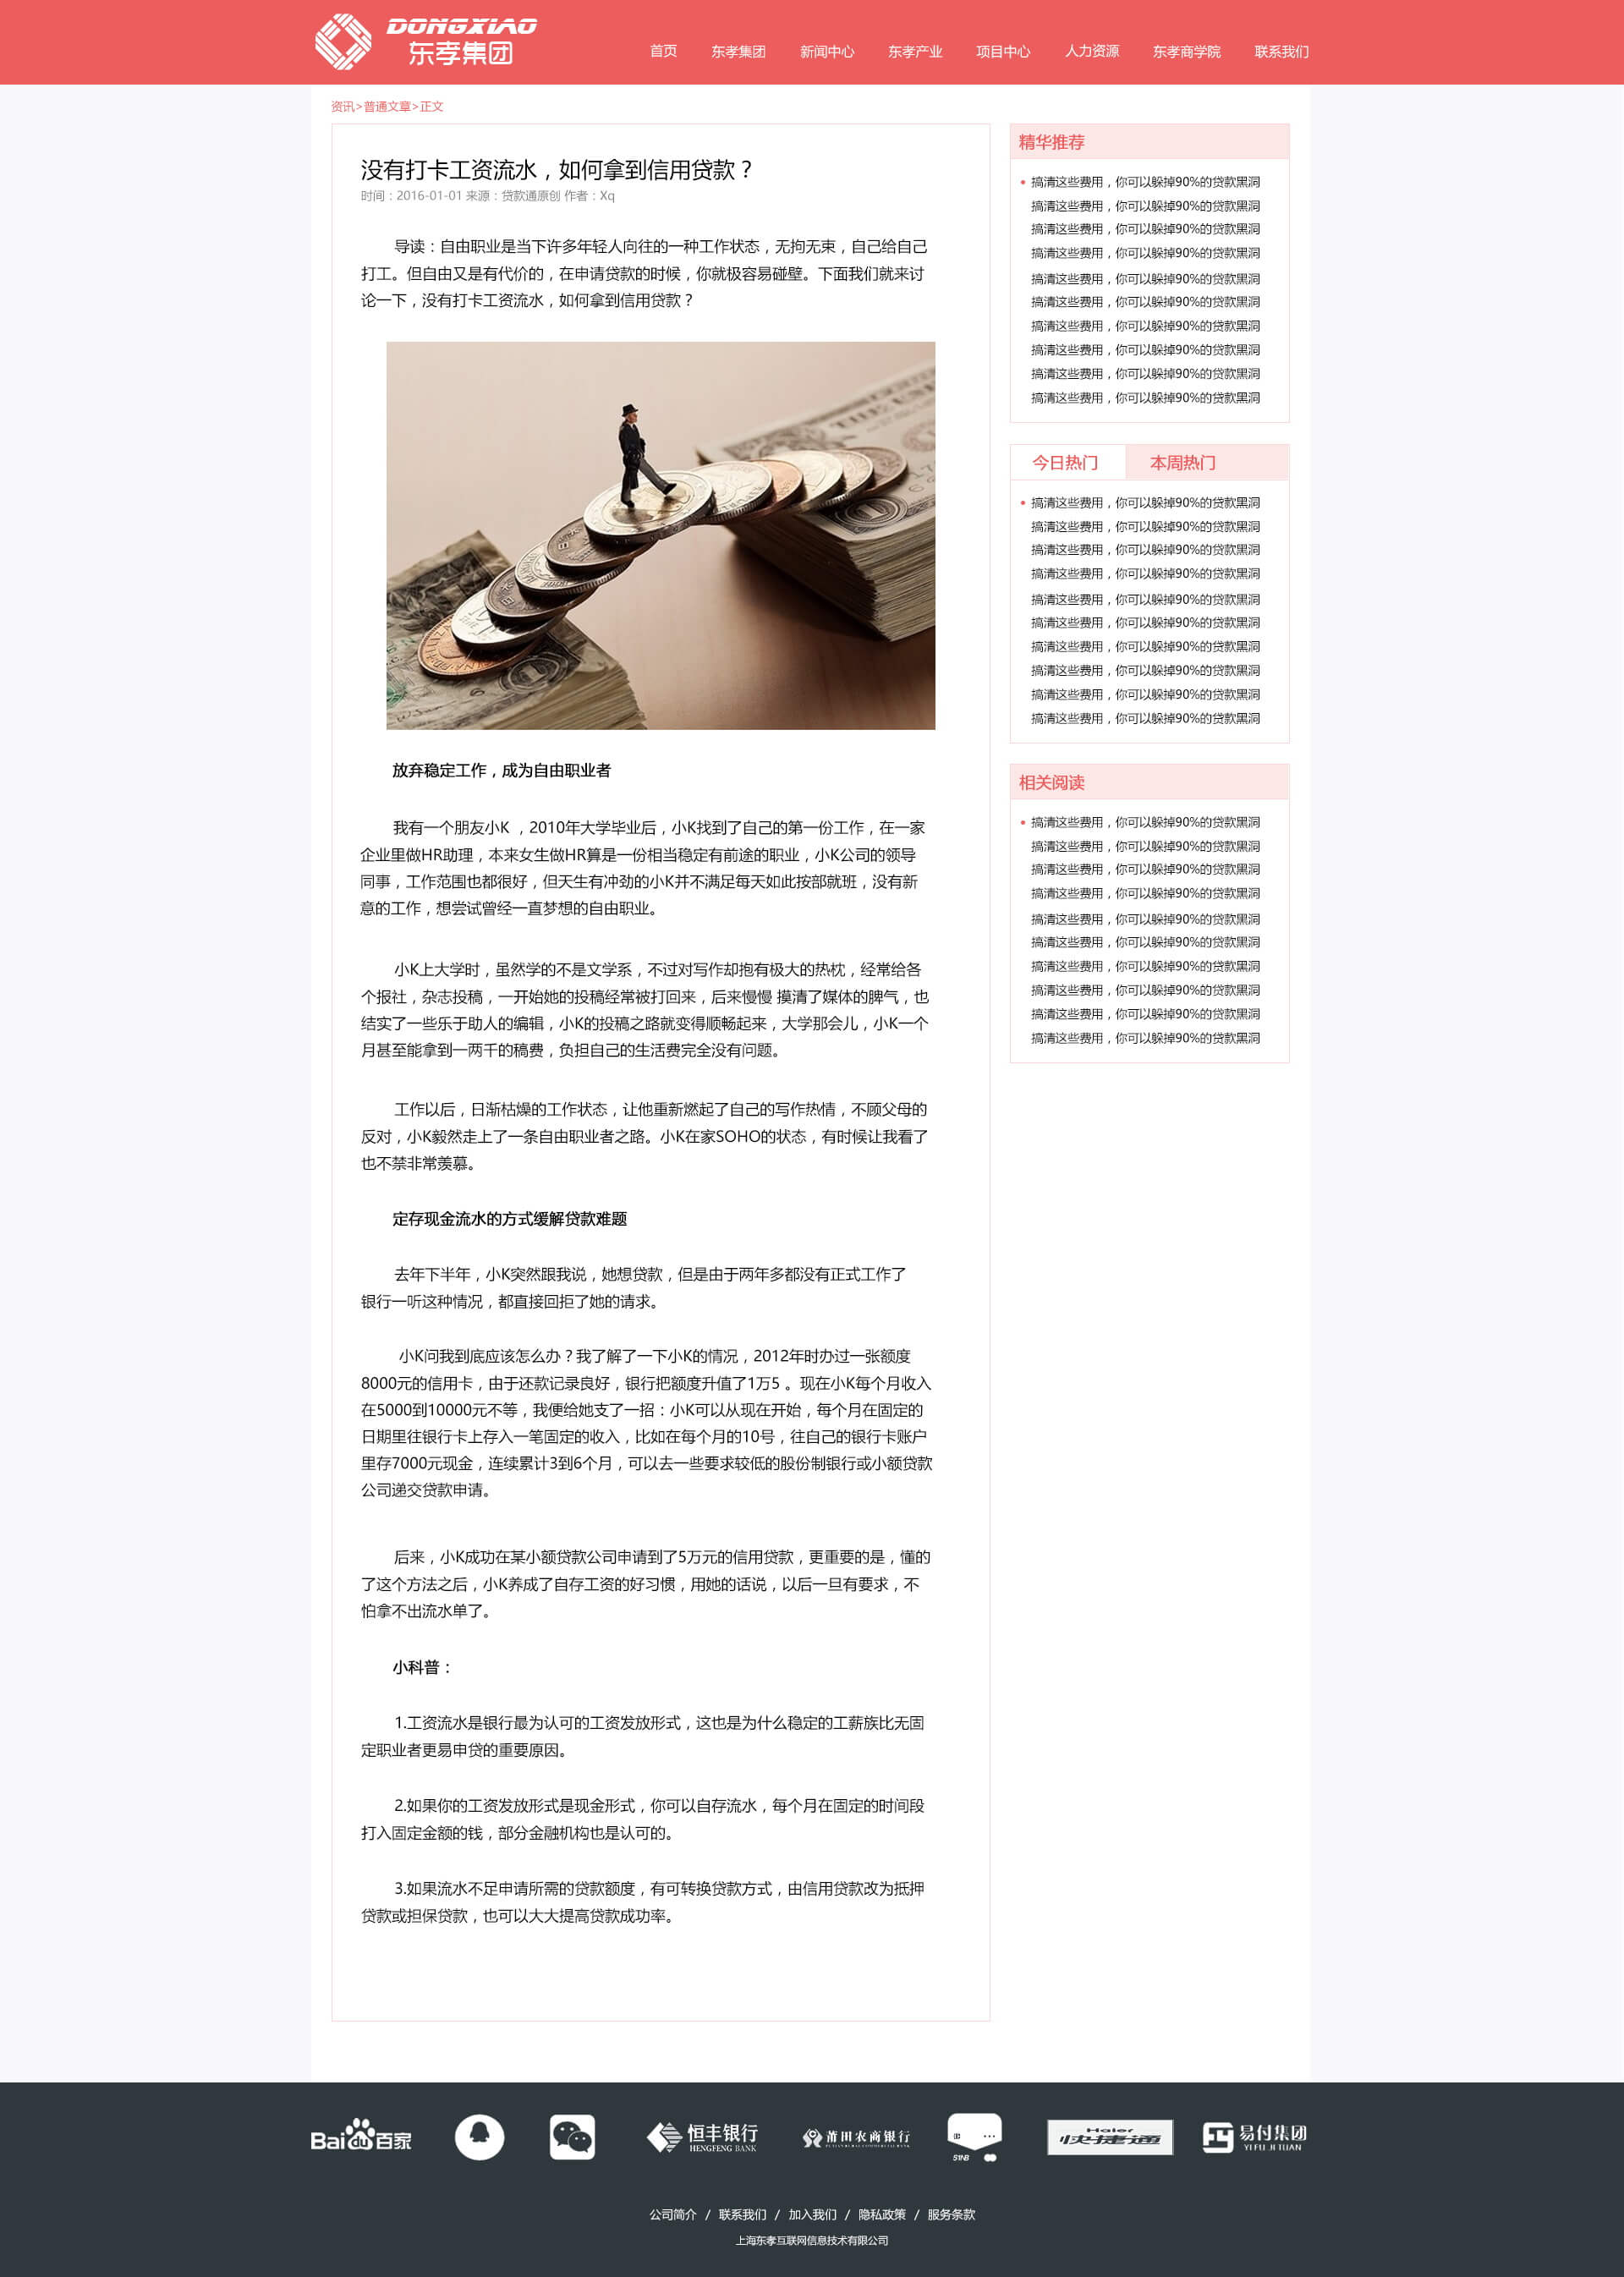 DONGXIAO
东孝集团
首页 东孝集团 新闻中心 东孝产业 项目中心 人力资源 东孝商学院 联系我们
资讯>普通文章>正文
没有打卡工资流水，如何拿到信用贷款？
时间：2016-01-01 来源：贷款通原创 作者：Xq
导读：自由职业是当下许多年轻人向往的一种工作状态，无拘无束，自己给自己
打工。但自由又是有代价的，在申请贷款的时候，你就极容易碰壁。下面我们就来讨
论一下，没有打卡工资流水，如何拿到信用贷款？
放弃稳定工作，成为自由职业者
我有一个朋友小K ，2010年大学毕业后，小K找到了自己的第一份工作，在一家
企业里做HR助理，本来女生做HR算是一份相当稳定有前途的职业，小K公司的领导
同事，工作范围也都很好，但天生有冲劲的小K并不满足每天如此按部就班，没有新
意的工作，想尝试曾经一直梦想的自由职业。
小K上大学时，虽然学的不是文学系，不过对写作却抱有极大的热忱，经常给各
个报社，杂志投稿，一开始她的投稿经常被打回来，后来慢慢 摸清了媒体的脾气，也
结实了一些乐于助人的编辑，小K的投稿之路就变得顺畅起来，大学那会儿，小K一个
月甚至能拿到一两千的稿费，负担自己的生活费完全没有问题。
工作以后，日渐枯燥的工作状态，让他重新燃起了自己的写作热情，不顾父母的
反对，小K毅然走上了一条自由职业者之路。小K在家SOHO的状态，有时候让我看了
也不禁非常羡慕。
定存现金流水的方式缓解贷款难题
去年下半年，小K突然跟我说，她想贷款，但是由于两年多都没有正式工作了
银行一听这种情况，都直接回拒了她的请求。
小K问我到底应该怎么办？我了解了一下小K的情况，2012年时办过一张额度
8000元的信用卡，由于还款记录良好，银行把额度升值了1万5 。现在小K每个月收入
在5000到10000元不等，我便给她支了一招：小K可以从现在开始，每个月在固定的
日期里往银行卡上存入一笔固定的收入，比如在每个月的10号，往自己的银行卡账户
里存7000元现金，连续累计3到6个月，可以去一些要求较低的股份制银行或小额贷款
公司递交贷款申请。
后来，小K成功在某小额贷款公司申请到了5万元的信用贷款，更重要的是，懂的
了这个方法之后，小K养成了自存工资的好习惯，用她的话说，以后一旦有要求，不
怕拿不出流水单了。
小科普：
1.工资流水是银行最为认可的工资发放形式，这也是为什么稳定的工薪族比无固
定职业者更易申贷的重要原因。
2.如果你的工资发放形式是现金形式，你可以自存流水，每个月在固定的时间段
打入固定金额的钱，部分金融机构也是认可的。
3.如果流水不足申请所需的贷款额度，有可转换贷款方式，由信用贷款改为抵押
贷款或担保贷款，也可以大大提高贷款成功率。
精华推荐
搞清这些费用，你可以躲掉90%的贷款黑洞
搞清这些费用，你可以躲掉90%的贷款黑洞
搞清这些费用，你可以躲掉90%的贷款黑洞
搞清这些费用，你可以躲掉90%的贷款黑洞
搞清这些费用，你可以躲掉90%的贷款黑洞
搞清这些费用，你可以躲掉90%的贷款黑洞
搞清这些费用，你可以躲掉90%的贷款黑洞
搞清这些费用，你可以躲掉90%的贷款黑洞
搞清这些费用，你可以躲掉90%的贷款黑洞
搞清这些费用，你可以躲掉90%的贷款黑洞
今日热门 本周热门
搞清这些费用，你可以躲掉90%的贷款黑洞
搞清这些费用，你可以躲掉90%的贷款黑洞
搞清这些费用，你可以躲掉90%的贷款黑洞
搞清这些费用，你可以躲掉90%的贷款黑洞
搞清这些费用，你可以躲掉90%的贷款黑洞
搞清这些费用，你可以躲掉90%的贷款黑洞
搞清这些费用，你可以躲掉90%的贷款黑洞
搞清这些费用，你可以躲掉90%的贷款黑洞
搞清这些费用，你可以躲掉90%的贷款黑洞
搞清这些费用，你可以躲掉90%的贷款黑洞
相关阅读
搞清这些费用，你可以躲掉90%的贷款黑洞
搞清这些费用，你可以躲掉90%的贷款黑洞
搞清这些费用，你可以躲掉90%的贷款黑洞
搞清这些费用，你可以躲掉90%的贷款黑洞
搞清这些费用，你可以躲掉90%的贷款黑洞
搞清这些费用，你可以躲掉90%的贷款黑洞
搞清这些费用，你可以躲掉90%的贷款黑洞
搞清这些费用，你可以躲掉90%的贷款黑洞
搞清这些费用，你可以躲掉90%的贷款黑洞
搞清这些费用，你可以躲掉90%的贷款黑洞
Baidu百家
恒丰银行
HENGFENG BANK
莆田农商银行
51NB
Haier
快捷通
易付集团
YI FU JI TUAN
公司简介 / 联系我们 / 加入我们 / 隐私政策 / 服务条款
上海东孝互联网信息技术有限公司